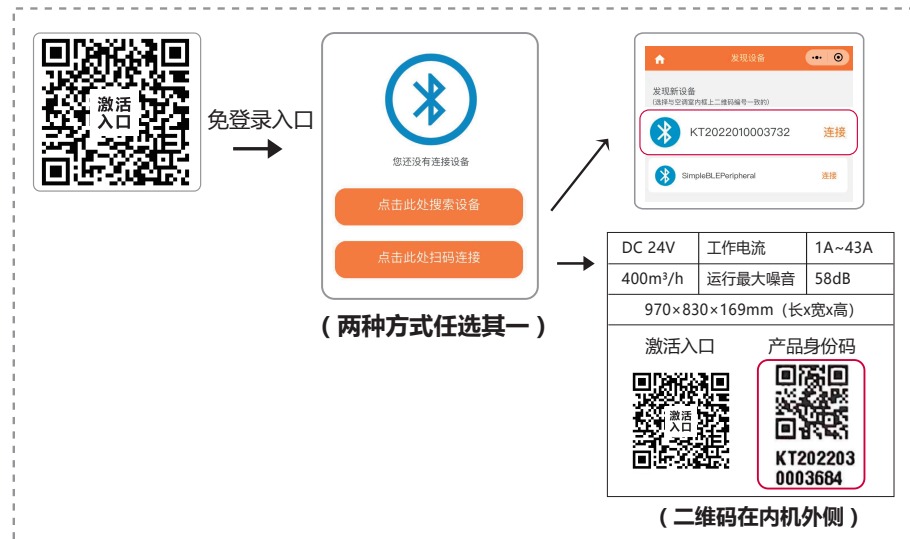 激活
入口
免登录入口
您还没有连接设备
点击此处搜索设备
点击此处扫码连接
(两种方式任选其一)
发现设备
发现新设备
(选择与空调室内框上二维码编号一致的)
KT2022010003732 连接
SimpleBLEPeripheral 连接
DC 24V 工作电流 1A~43A
400m³/h 运行最大噪音 58dB
970×830×169mm (长x宽x高)
激活入口 产品身份码
激活
入口
KT202203
0003684
(二维码在内机外侧)